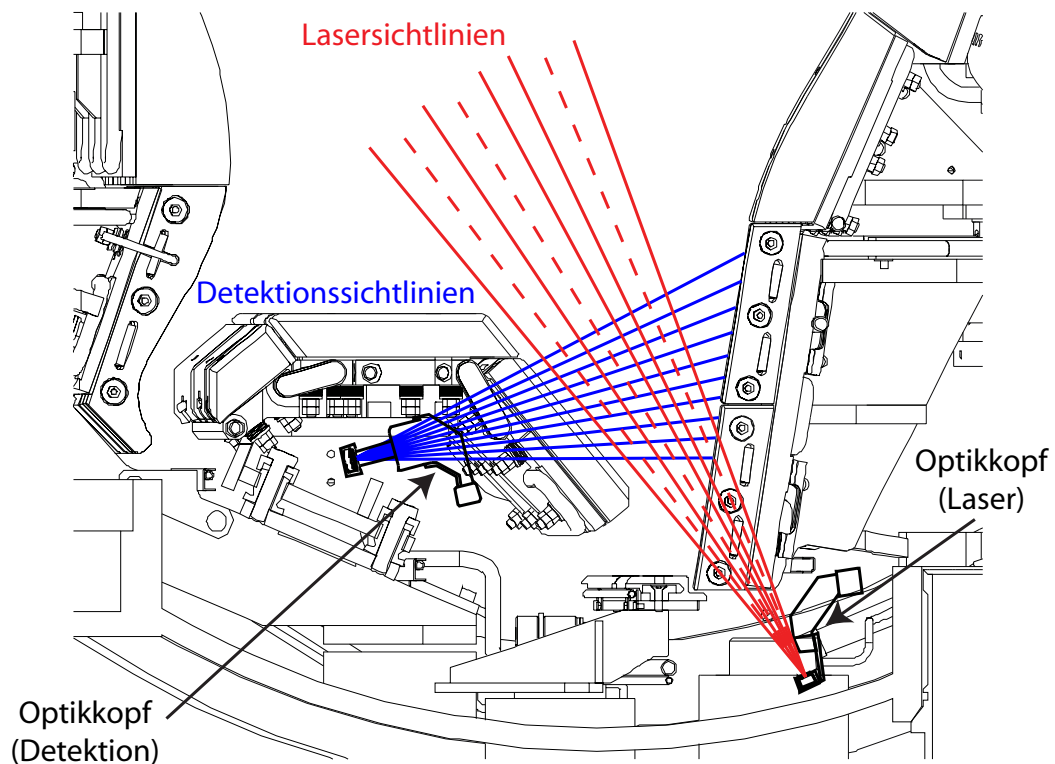 Lasersichtlinien
Detektionssichtlinien
Optikkopf
(Laser)
Optikkopf
(Detektion)